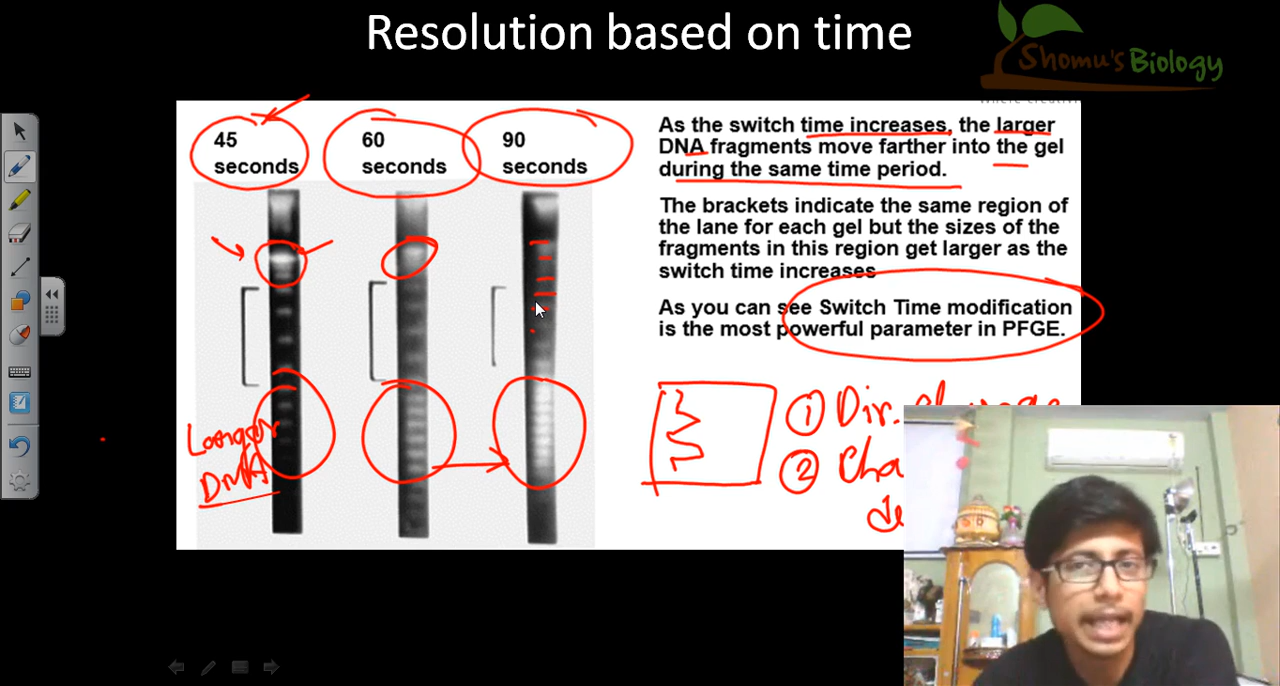 Resolution based on time
Shomu's Biology
45
seconds
60
seconds
90
seconds
As the switch time increases, the larger
DNA fragments move farther into the gel
during the same time period.
The brackets indicate the same region of
the lane for each gel but the sizes of the
fragments in this region get larger as the
switch time increases
As you can see Switch Time modification
is the most powerful parameter in PFGE.
DNA
① Dir.
② Cha